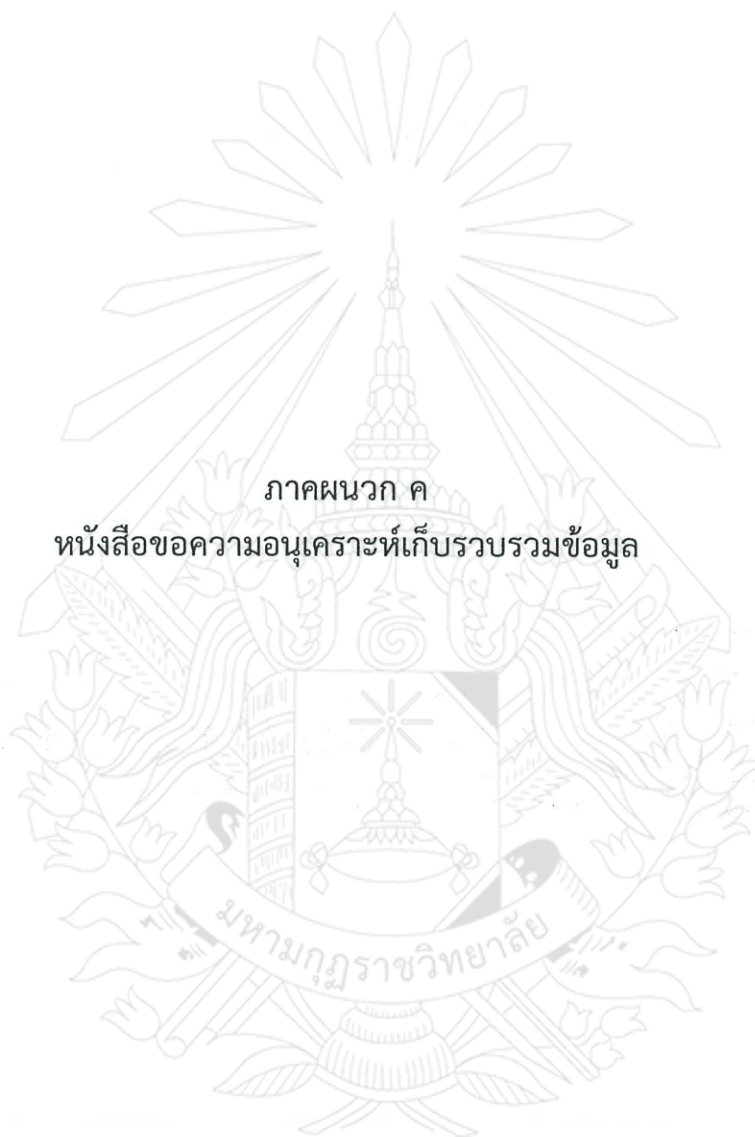 ภาคผนวก ค
หนังสือขอความอนุเคราะห์เก็บรวบรวมข้อมูล
มหามกุฏราชวิทยาลัย